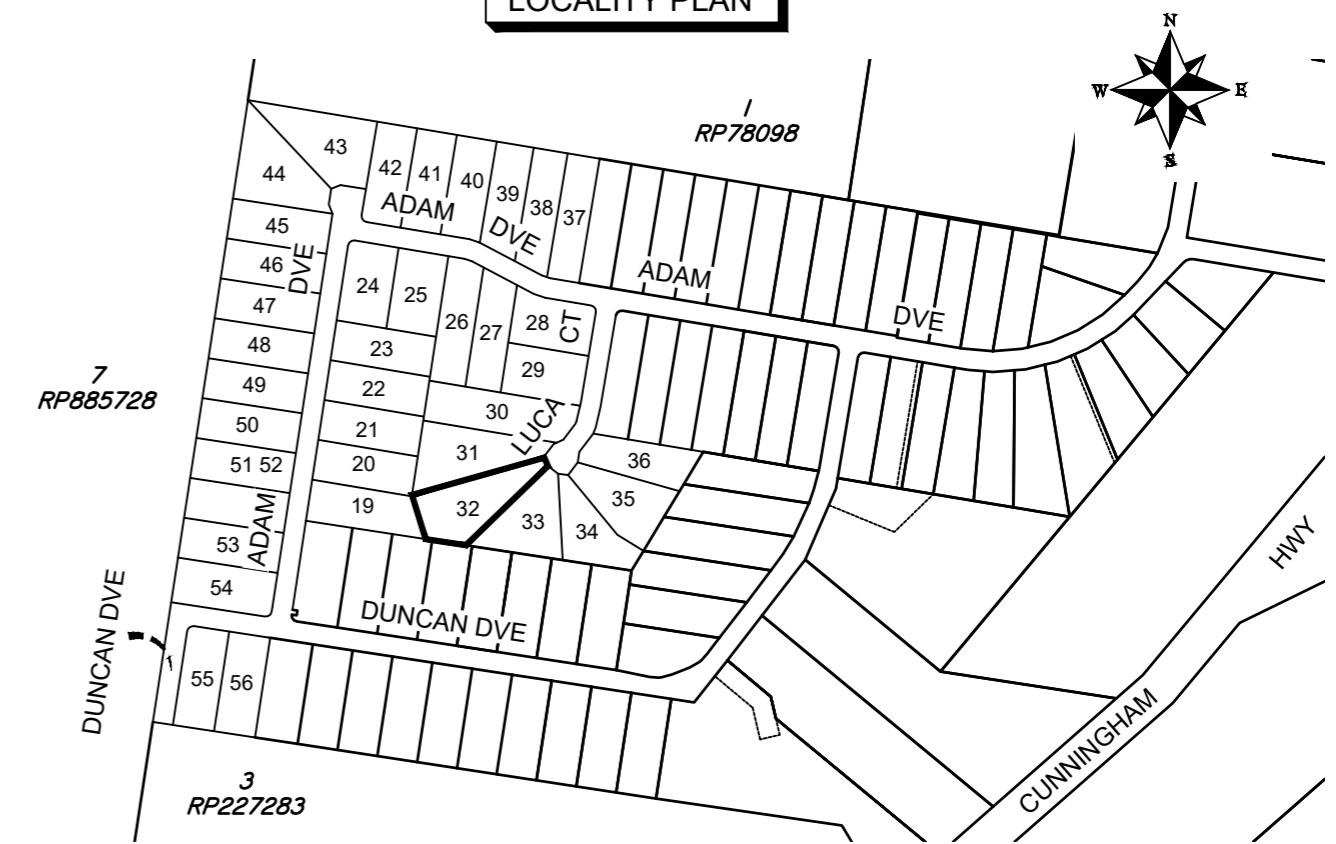 LOCALITY PLAN
N
W E
S
1
RP78098
43
42 41 40 39 38 37
44
ADAM
DVE
45
46
DVE
47
48
49
50
51 52
53
54
ADAM
ADAM
DVE
24 25 26 27 28
CT
23
29
22
30
21
LUCA
20
31
19
32
33
34
35
36
7
RP885728
DUNCAN DVE
DUNCAN DVE
55 56
3
RP227283
HWY
CUNNINGHAM